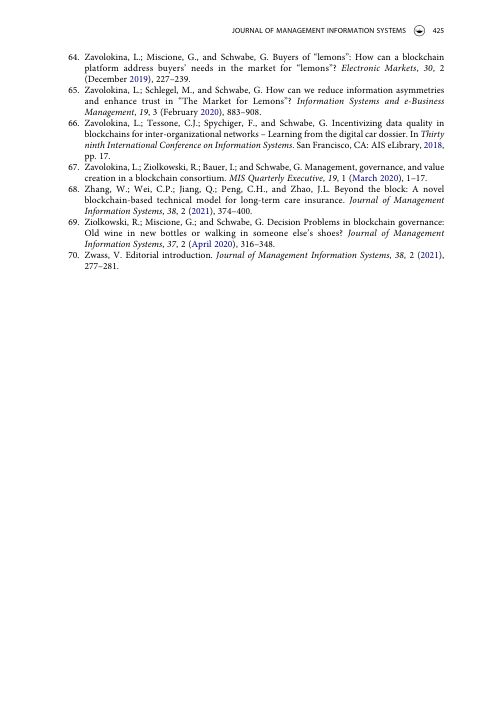 JOURNAL OF MANAGEMENT INFORMATION SYSTEMS 425
64. Zavolokina, L.; Miscione, G., and Schwabe, G. Buyers of “lemons”: How can a blockchain
platform address buyers’ needs in the market for “lemons”? Electronic Markets, 30, 2
(December 2019), 227–239.
65. Zavolokina, L.; Schlegel, M., and Schwabe, G. How can we reduce information asymmetries
and enhance trust in “The Market for Lemons”? Information Systems and e-Business
Management, 19, 3 (February 2020), 883–908.
66. Zavolokina, L.; Tessone, C.J.; Spychiger, F., and Schwabe, G. Incentivizing data quality in
blockchains for inter-organizational networks – Learning from the digital car dossier. In Thirty
ninth International Conference on Information Systems. San Francisco, CA: AIS eLibrary, 2018,
pp. 17.
67. Zavolokina, L.; Ziolkowski, R.; Bauer, I.; and Schwabe, G. Management, governance, and value
creation in a blockchain consortium. MIS Quarterly Executive, 19, 1 (March 2020), 1–17.
68. Zhang, W.; Wei, C.P.; Jiang, Q.; Peng, C.H., and Zhao, J.L. Beyond the block: A novel
blockchain-based technical model for long-term care insurance. Journal of Management
Information Systems, 38, 2 (2021), 374–400.
69. Ziolkowski, R.; Miscione, G.; and Schwabe, G. Decision Problems in blockchain governance:
Old wine in new bottles or walking in someone else’s shoes? Journal of Management
Information Systems, 37, 2 (April 2020), 316–348.
70. Zwass, V. Editorial introduction. Journal of Management Information Systems, 38, 2 (2021),
277–281.